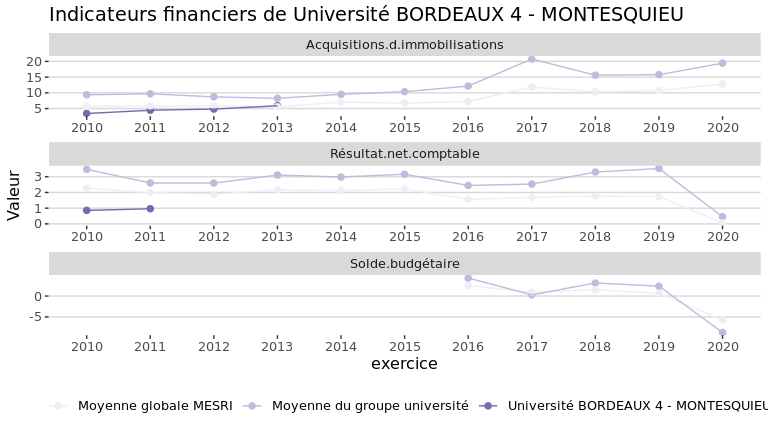 Indicateurs financiers de Université BORDEAUX 4 - MONTESQUIEU
Acquisitions.d.immobilisations
20
15
10
5
2010 2011 2012 2013 2014 2015 2016 2017 2018 2019 2020
Résultat.net.comptable
3
2
1
0
2010 2011 2012 2013 2014 2015 2016 2017 2018 2019 2020
Valeur
Solde.budgétaire
0
-5
2010 2011 2012 2013 2014 2015 2016 2017 2018 2019 2020
exercice
Moyenne globale MESRI Moyenne du groupe université Université BORDEAUX 4 - MONTESQUIEU